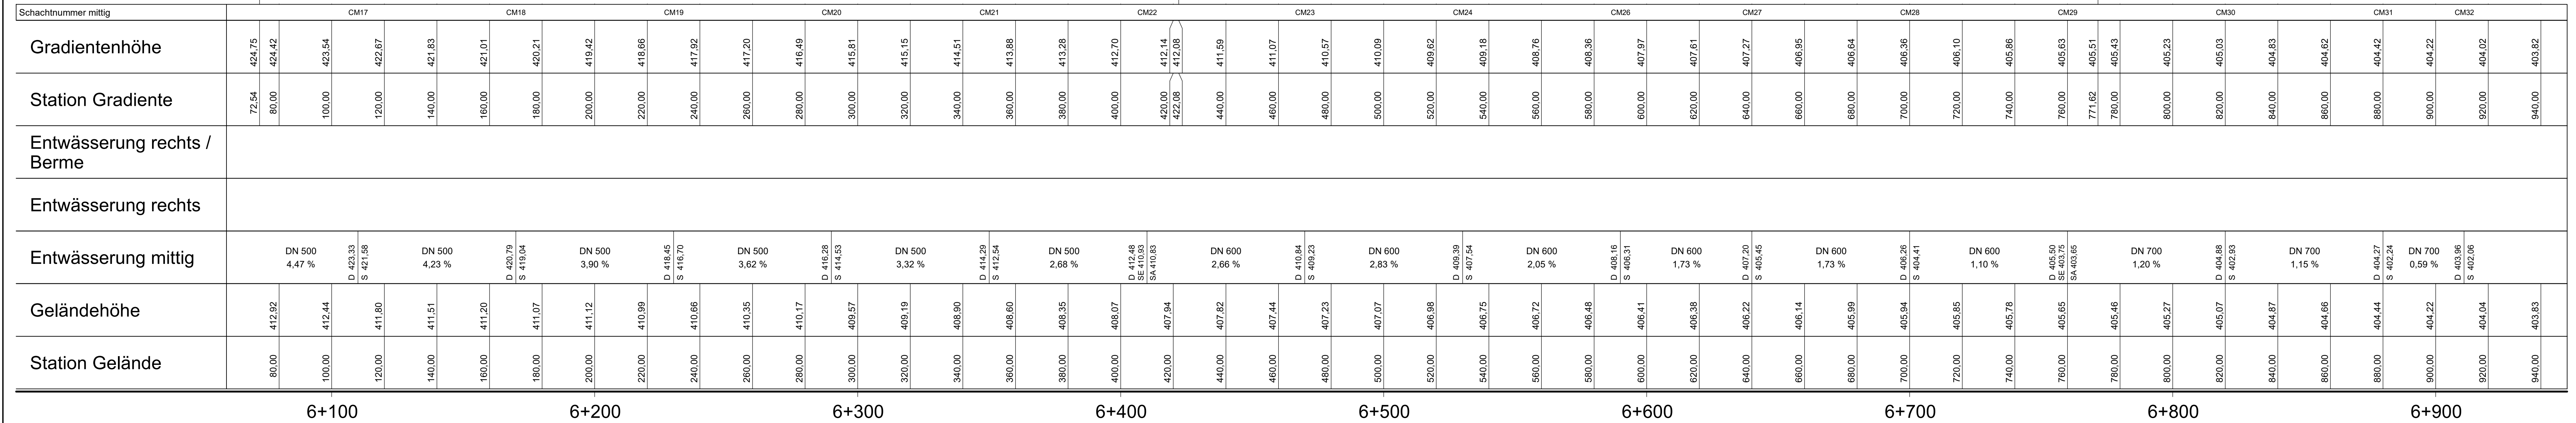 Schachtnummer mittig CM17 CM18 CM19 CM20 CM21 CM22 CM23 CM24 CM26 CM27 CM28 CM29 CM30 CM31 CM32
Gradientenhöhe 424,75 424,42 423,54 422,67 421,83 421,01 420,21 419,42 418,66 417,92 417,20 416,49 415,81 415,15 414,51 413,88 413,28 412,70 412,14 412,08 411,59 411,07 410,57 410,09 409,62 409,18 408,76 408,36 407,97 407,61 407,27 406,95 406,64 406,36 406,10 405,86 405,63 405,51 405,43 405,23 405,03 404,83 404,62 404,42 404,22 404,02 403,82
Station Gradiente 72,54 80,00 100,00 120,00 140,00 160,00 180,00 200,00 220,00 240,00 260,00 280,00 300,00 320,00 340,00 360,00 380,00 400,00 420,00 422,08 440,00 460,00 480,00 500,00 520,00 540,00 560,00 580,00 600,00 620,00 640,00 660,00 680,00 700,00 720,00 740,00 760,00 771,62 780,00 800,00 820,00 840,00 860,00 880,00 900,00 920,00 940,00
Entwässerung rechts /
Berme
Entwässerung rechts
Entwässerung mittig
DN 500
4,47 %
D 423,33
S 421,58
DN 500
4,23 %
D 420,79
S 419,04
DN 500
3,90 %
D 418,45
S 416,70
DN 500
3,62 %
D 416,28
S 414,53
DN 500
3,32 %
D 414,29
S 412,54
DN 500
2,68 %
D 412,48
SE 410,93
SA 410,83
DN 600
2,66 %
D 410,84
S 409,23
DN 600
2,83 %
D 409,39
S 407,54
DN 600
2,05 %
D 408,16
S 406,31
DN 600
1,73 %
D 407,20
S 405,45
DN 600
1,73 %
D 406,26
S 404,41
DN 600
1,10 %
D 405,50
SE 403,75
SA 403,65
DN 700
1,20 %
D 404,88
S 402,93
DN 700
1,15 %
D 404,27
S 402,24
DN 700
0,59 %
D 403,96
S 402,06
Geländehöhe 412,92 412,44 411,80 411,51 411,20 411,07 411,12 410,99 410,66 410,35 410,17 409,57 409,19 408,90 408,60 408,35 408,07 407,94 407,82 407,44 407,23 407,07 406,98 406,75 406,72 406,48 406,41 406,38 406,22 406,14 405,99 405,94 405,85 405,78 405,65 405,46 405,27 405,07 404,87 404,66 404,44 404,22 404,04 403,83
Station Gelände 80,00 100,00 120,00 140,00 160,00 180,00 200,00 220,00 240,00 260,00 280,00 300,00 320,00 340,00 360,00 380,00 400,00 420,00 440,00 460,00 480,00 500,00 520,00 540,00 560,00 580,00 600,00 620,00 640,00 660,00 680,00 700,00 720,00 740,00 760,00 780,00 800,00 820,00 840,00 860,00 880,00 900,00 920,00 940,00
6+100 6+200 6+300 6+400 6+500 6+600 6+700 6+800 6+900